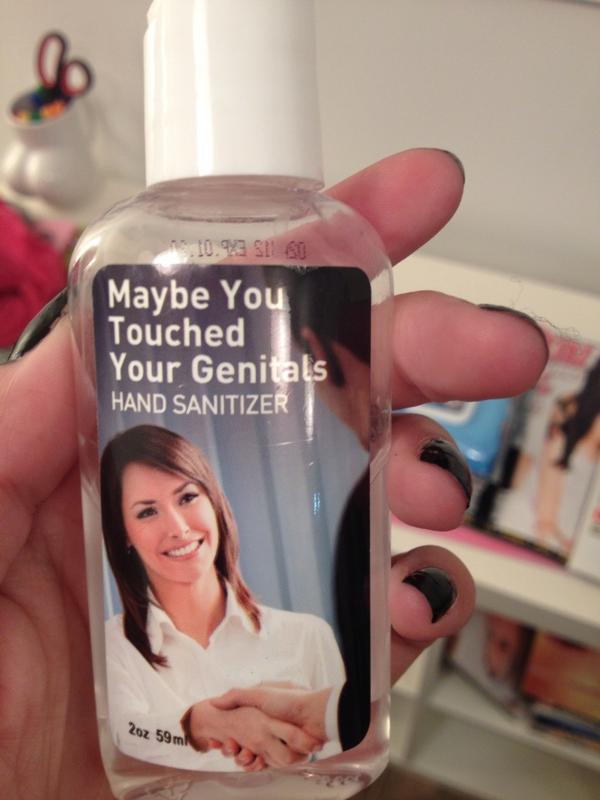 Maybe You
Touched
Your Genitals
HAND SANITIZER
2oz 59ml